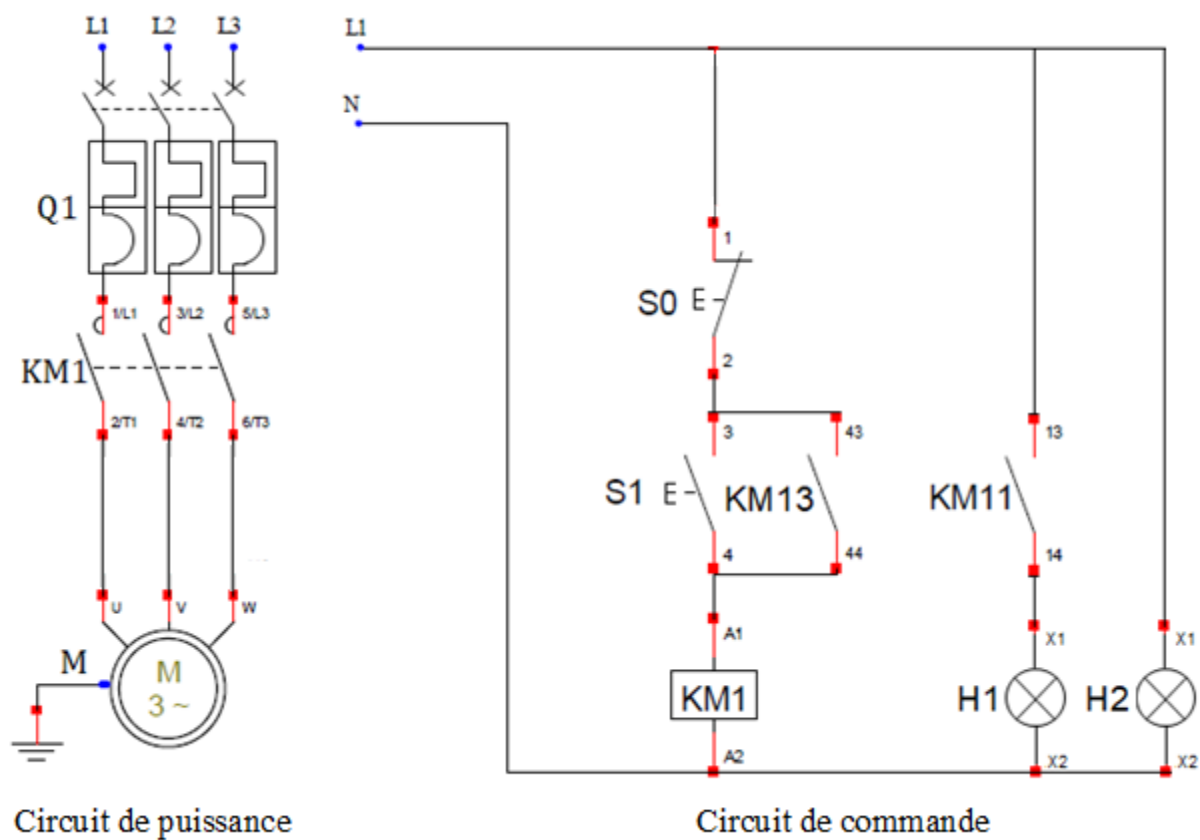 L1 L2 L3
Q1
1/L1 3/L2 5/L3
KM1
2/T1 4/T2 6/T3
U V W
M
M
3 ~
Circuit de puissance
L1
N
1
S0 E
2
3 43 13
S1 E KM13 KM11
4 44 14
A1 X1 X1
KM1 H1 H2
A2 X2 X2
Circuit de commande